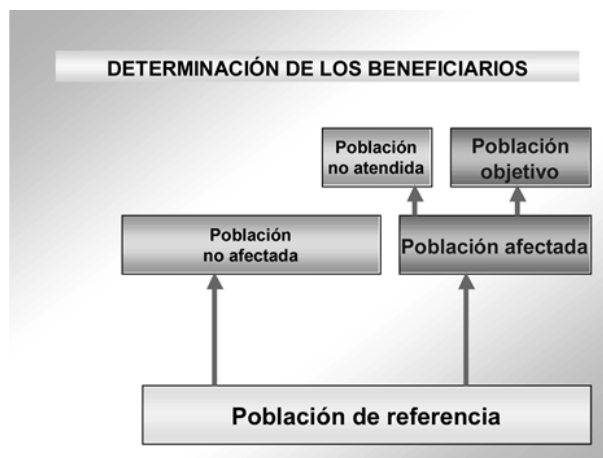 DETERMINACIÓN DE LOS BENEFICIARIOS
Población
no atendida
Población
objetivo
Población
no afectada
Población afectada
Población de referencia